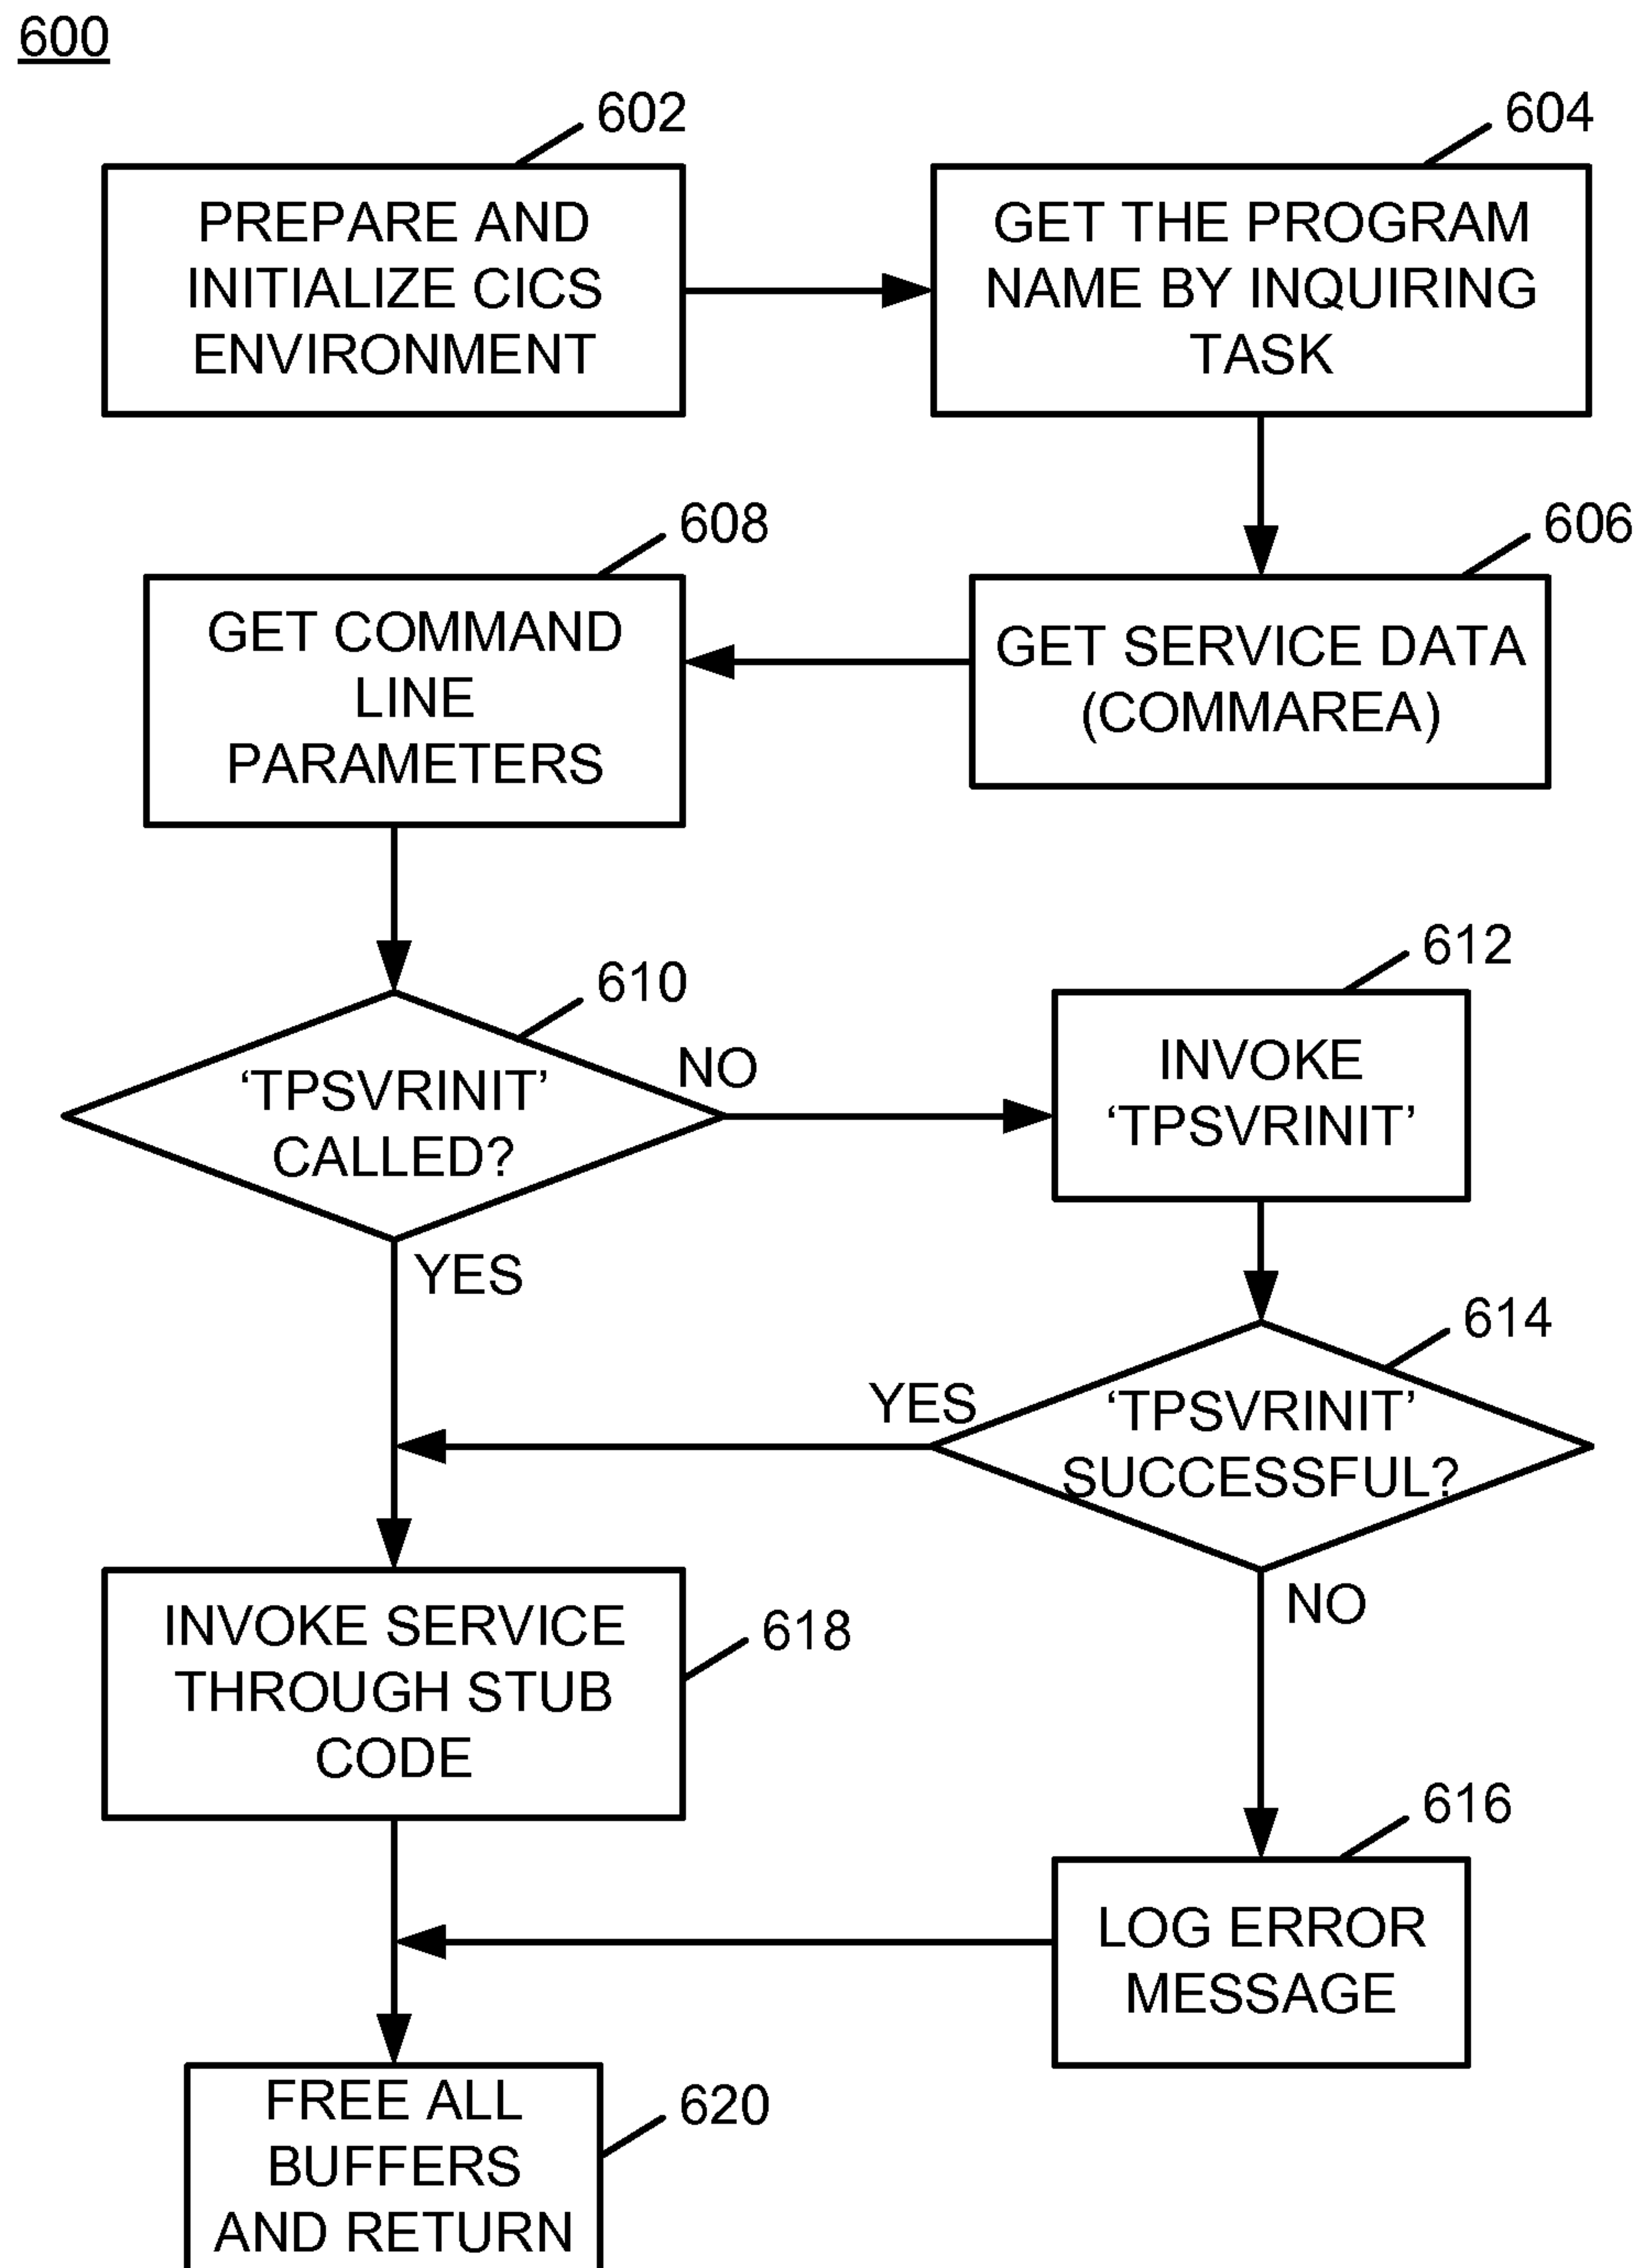 600
602
PREPARE AND
INITIALIZE CICS
ENVIRONMENT
604
GET THE PROGRAM
NAME BY INQUIRING
TASK
606
GET SERVICE DATA
(COMMAREA)
608
GET COMMAND
LINE
PARAMETERS
610
‘TPSVRINIT’
CALLED?
NO
YES
612
INVOKE
‘TPSVRINIT’
614
‘TPSVRINIT’
SUCCESSFUL?
YES
NO
616
LOG ERROR
MESSAGE
618
INVOKE SERVICE
THROUGH STUB
CODE
620
FREE ALL
BUFFERS
AND RETURN